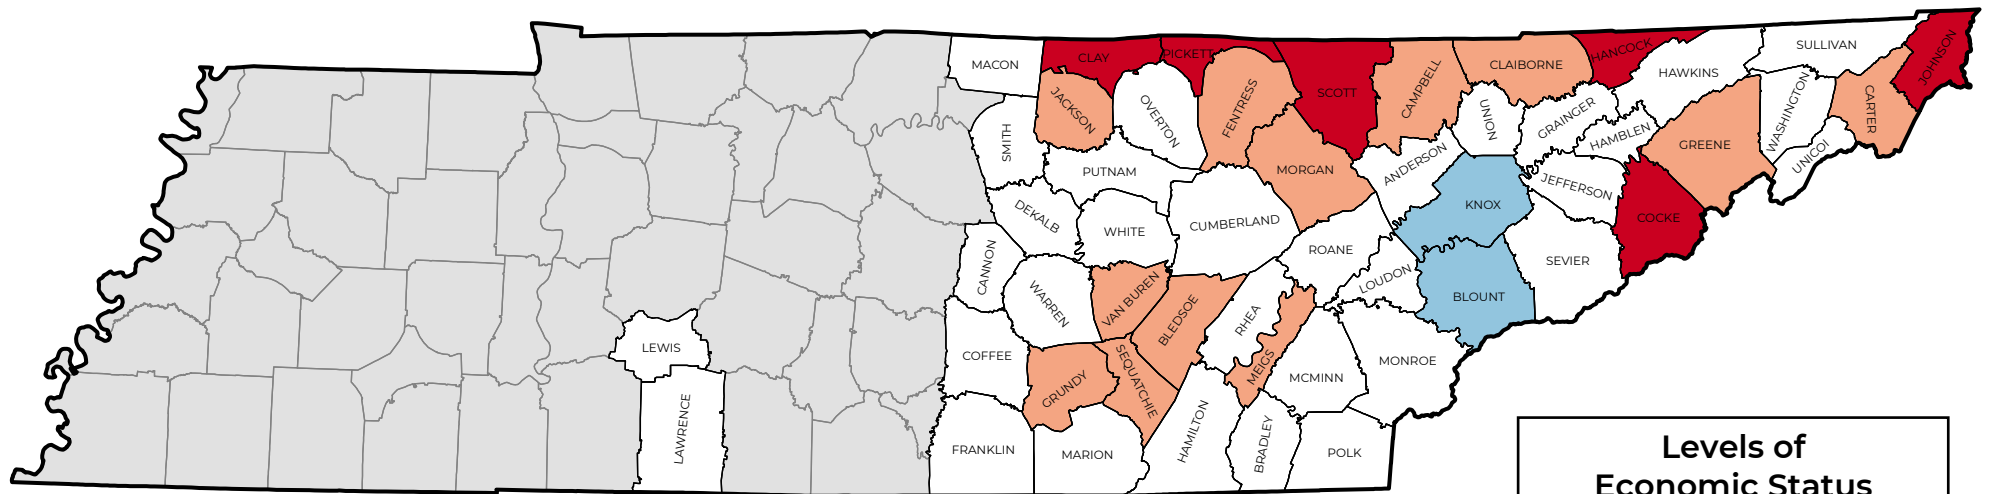 MACON
CLAY
PICKETT
SCOTT
CAMPBELL
CLAIBORNE
HANCOCK
HAWKINS
SULLIVAN
JOHNSON
JACKSON
OVERTON
FENTRESS
UNION
GRAINGER
HAMBLEN
GREENE
WASHINGTON
CARTER
UNICOI
SMITH
PUTNAM
MORGAN
ANDERSON
JEFFERSON
KNOX
COCKE
DEKALB
WHITE
CUMBERLAND
ROANE
LOUDON
SEVIER
CANNON
WARREN
VAN BUREN
BLEDSOE
RHEA
BLOUNT
LEWIS
COFFEE
SEQUATCHIE
MEIGS
MCMINN
MONROE
GRUNDY
LAWRENCE
FRANKLIN
MARION
HAMILTON
BRADLEY
POLK
Levels of
Economic Status